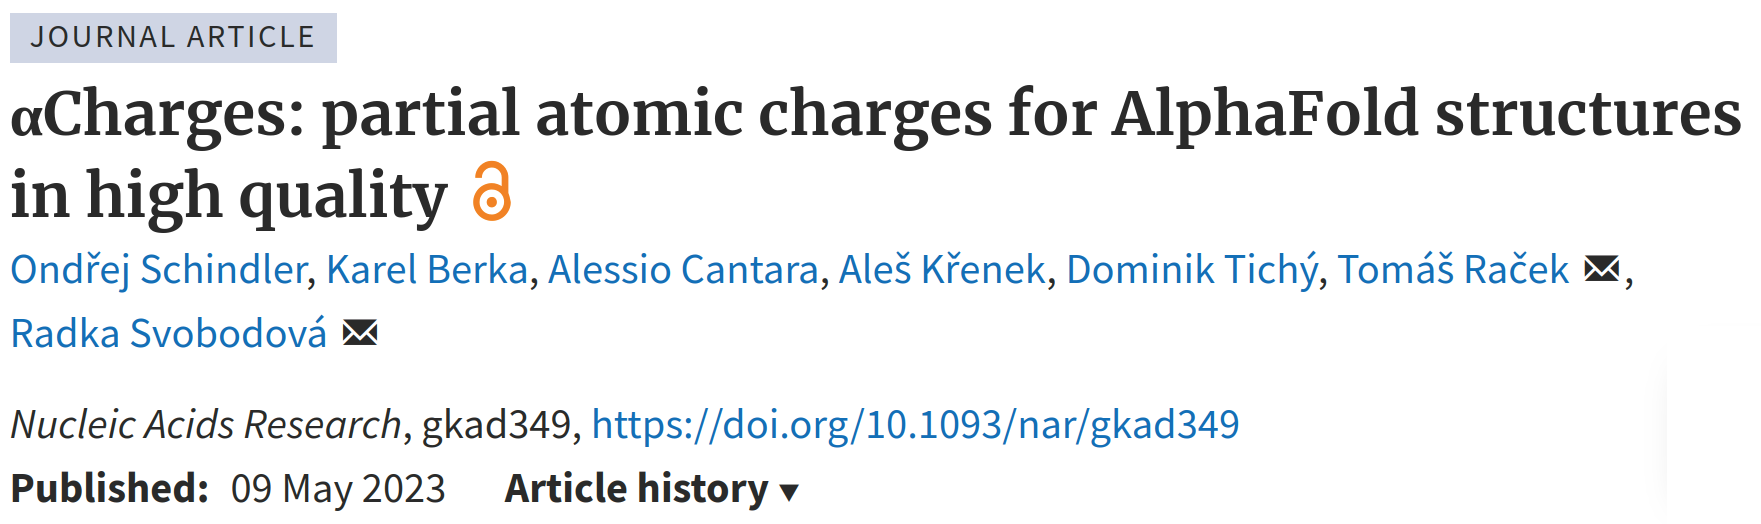 JOURNAL ARTICLE
αCharges: partial atomic charges for AlphaFold structures
in high quality
Ondřej Schindler, Karel Berka, Alessio Cantara, Aleš Křenek, Dominik Tichý, Tomáš Raček ,
Radka Svobodová
Nucleic Acids Research, gkad349, https://doi.org/10.1093/nar/gkad349
Published: 09 May 2023 Article history ▾